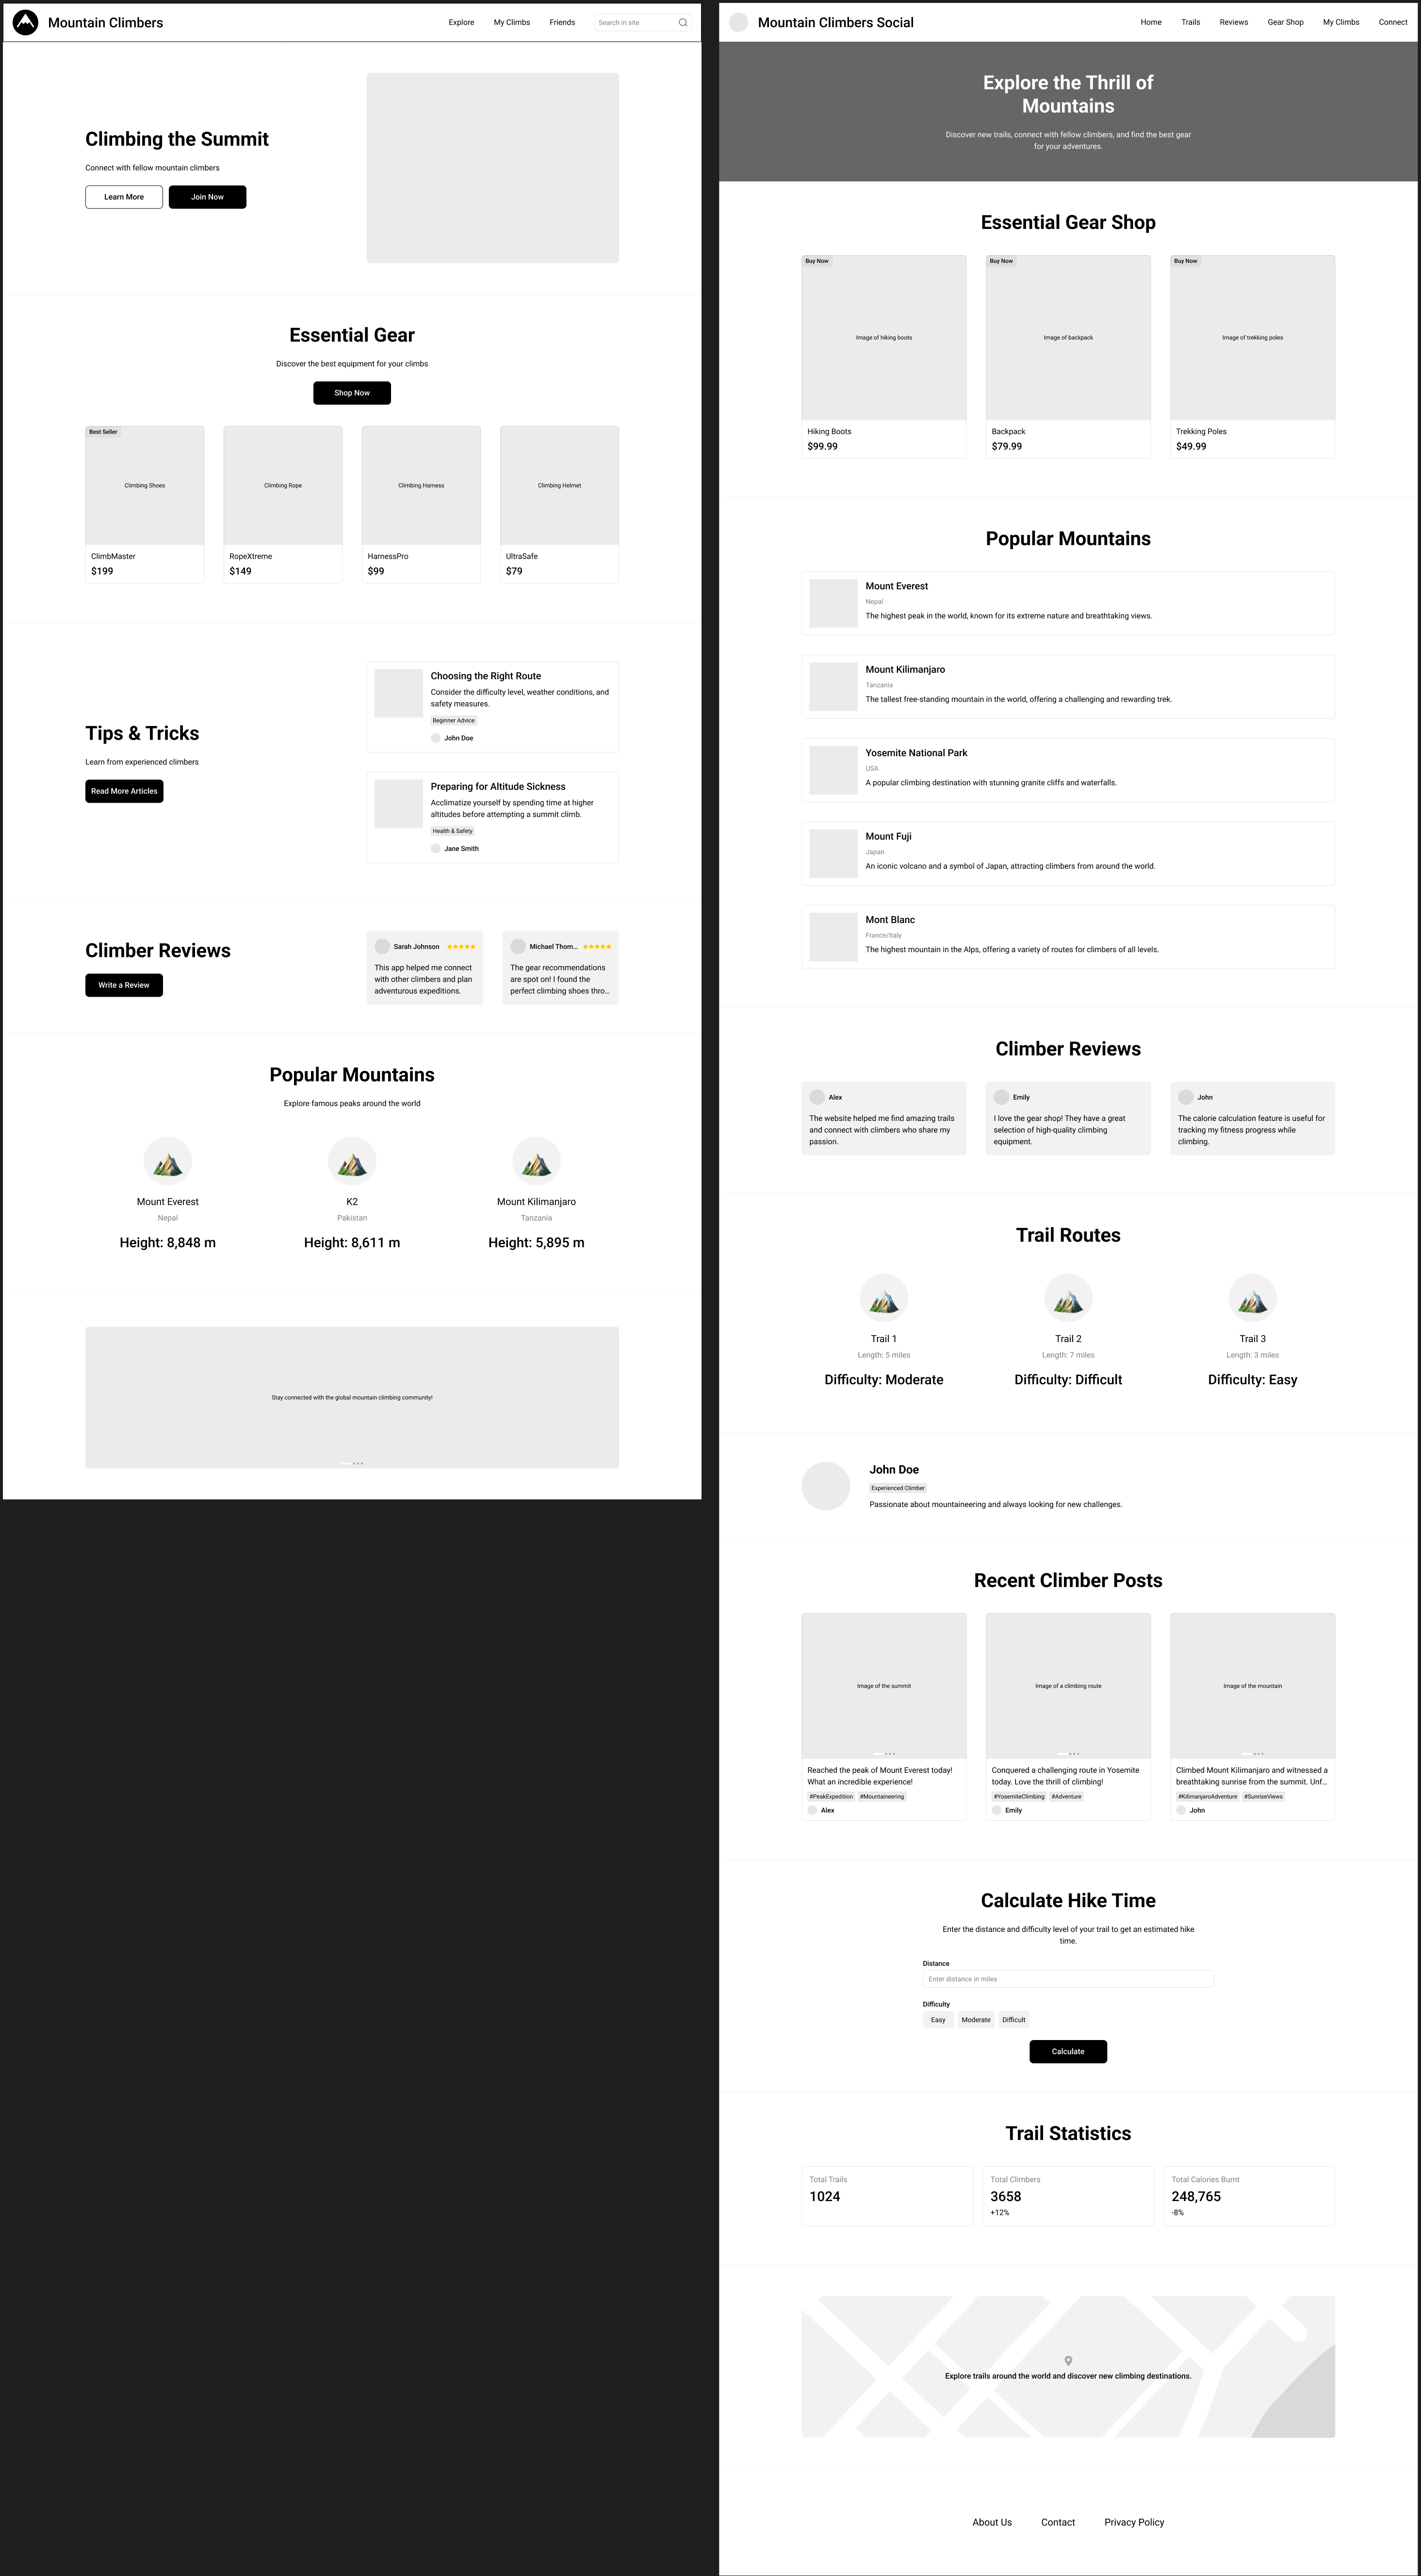 Mountain Climbers
Explore
My Climbs
Friends
Search in site
Climbing the Summit
Connect with fellow mountain climbers
Learn More
Join Now
Essential Gear
Discover the best equipment for your climbs
Shop Now
Best Seller
Climbing Shoes
ClimbMaster
$199
Climbing Rope
RopeXtreme
$149
Climbing Harness
HarnessPro
$99
Climbing Helmet
UltraSafe
$79
Tips & Tricks
Learn from experienced climbers
Read More Articles
Choosing the Right Route
Consider the difficulty level, weather conditions, and
safety measures.
Beginner Advice
John Doe
Preparing for Altitude Sickness
Acclimatize yourself by spending time at higher
altitudes before attempting a summit climb.
Health & Safety
Jane Smith
Climber Reviews
Write a Review
Sarah Johnson
This app helped me connect
with other climbers and plan
adventurous expeditions.
Michael Thom...
The gear recommendations
are spot on! I found the
perfect climbing shoes thro...
Popular Mountains
Explore famous peaks around the world
Mount Everest
Nepal
Height: 8,848 m
K2
Pakistan
Height: 8,611 m
Mount Kilimanjaro
Tanzania
Height: 5,895 m
Stay connected with the global mountain climbing community!
Mountain Climbers Social
Home
Trails
Reviews
Gear Shop
My Climbs
Connect
Explore the Thrill of
Mountains
Discover new trails, connect with fellow climbers, and find the best gear
for your adventures.
Essential Gear Shop
Buy Now
Image of hiking boots
Hiking Boots
$99.99
Buy Now
Image of backpack
Backpack
$79.99
Buy Now
Image of trekking poles
Trekking Poles
$49.99
Popular Mountains
Mount Everest
Nepal
The highest peak in the world, known for its extreme nature and breathtaking views.
Mount Kilimanjaro
Tanzania
The tallest free-standing mountain in the world, offering a challenging and rewarding trek.
Yosemite National Park
USA
A popular climbing destination with stunning granite cliffs and waterfalls.
Mount Fuji
Japan
An iconic volcano and a symbol of Japan, attracting climbers from around the world.
Mont Blanc
France/Italy
The highest mountain in the Alps, offering a variety of routes for climbers of all levels.
Climber Reviews
Alex
The website helped me find amazing trails
and connect with climbers who share my
passion.
Emily
I love the gear shop! They have a great
selection of high-quality climbing
equipment.
John
The calorie calculation feature is useful for
tracking my fitness progress while
climbing.
Trail Routes
Trail 1
Length: 5 miles
Difficulty: Moderate
Trail 2
Length: 7 miles
Difficulty: Difficult
Trail 3
Length: 3 miles
Difficulty: Easy
John Doe
Experienced Climber
Passionate about mountaineering and always looking for new challenges.
Recent Climber Posts
Image of the summit
Reached the peak of Mount Everest today!
What an incredible experience!
#PeakExpedition #Mountaineering
Alex
Image of a climbing route
Conquered a challenging route in Yosemite
today. Love the thrill of climbing!
#YosemiteClimbing #Adventure
Emily
Image of the mountain
Climbed Mount Kilimanjaro and witnessed a
breathtaking sunrise from the summit. Unf...
#KilimanjaroAdventure #SunriseViews
John
Calculate Hike Time
Enter the distance and difficulty level of your trail to get an estimated hike
time.
Distance
Enter distance in miles
Difficulty
Easy
Moderate
Difficult
Calculate
Trail Statistics
Total Trails
1024
Total Climbers
3658
+12%
Total Calories Burnt
248,765
-8%
Explore trails around the world and discover new climbing destinations.
About Us
Contact
Privacy Policy